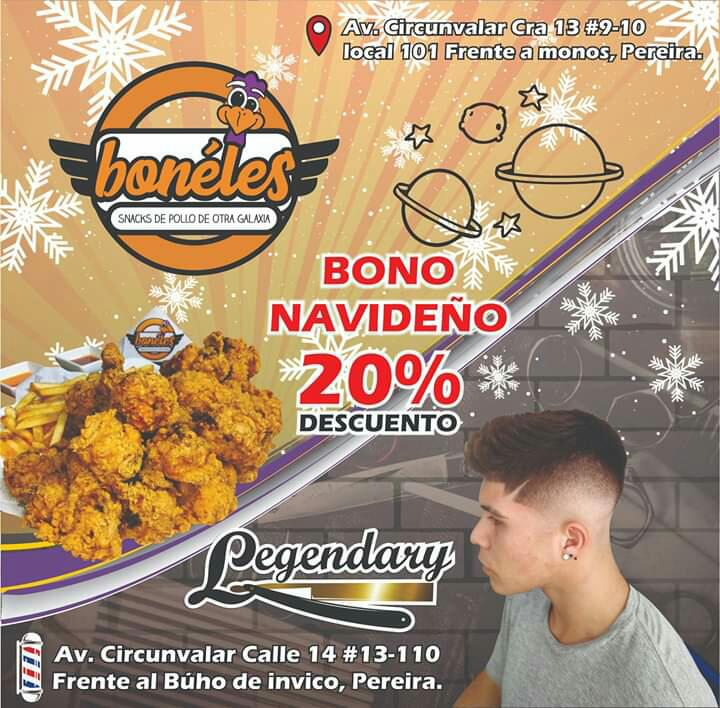 Av. Circunvalar Cra 13 #9-10
local 101 Frente a monos, Pereira.
bonéles
SNACKS DE POLLO DE OTRA GALAXIA
BONO
NAVIDEÑO
20%
DESCUENTO
bonéles
Legendary
Av. Circunvalar Calle 14 #13-110
Frente al Búho de invico, Pereira.